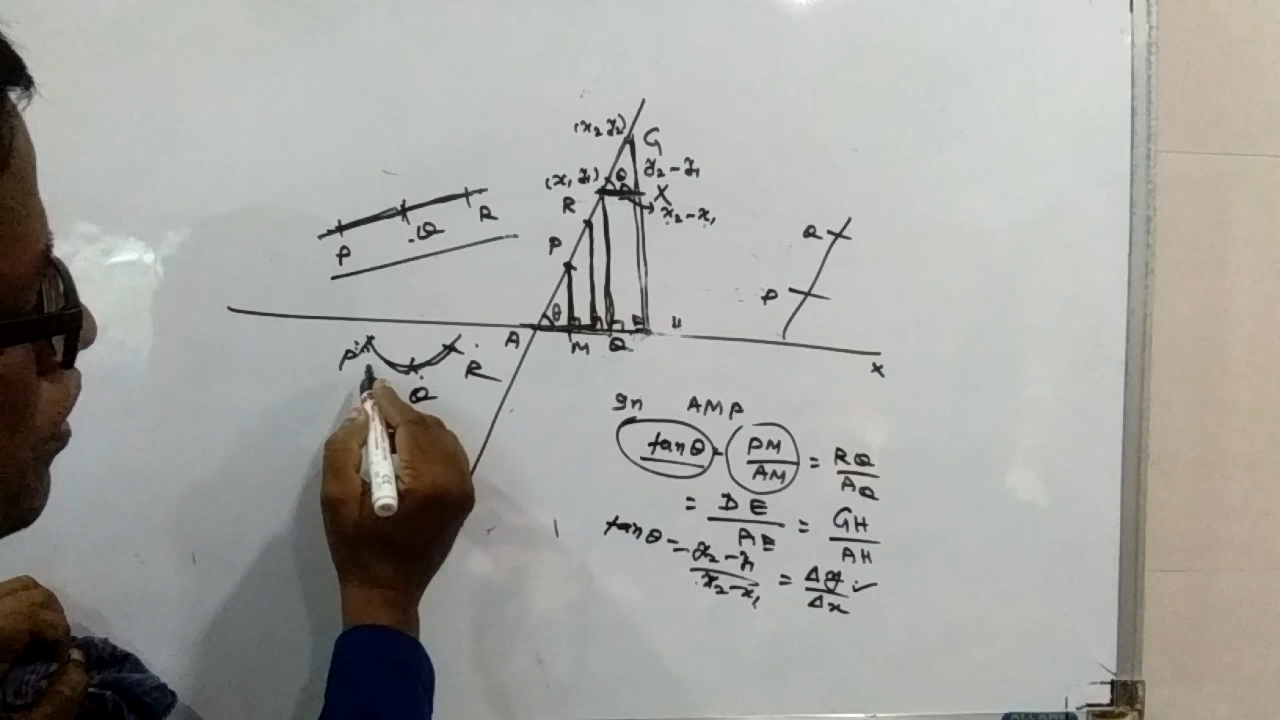 (x₂ y₂)
G
y₂ - y₁
(x, y₁)
θ
X
x₂ - x₁
R
P
P
Q
R
Q
P
θ
A
M
Q
E
H
X
P
Q
R
In AMP
tanθ = PM/AM = RQ/AQ
= DE/AE = GH/AH
tanθ = y₂ - y₁/x₂ - x₁ = Δy/Δx ✓